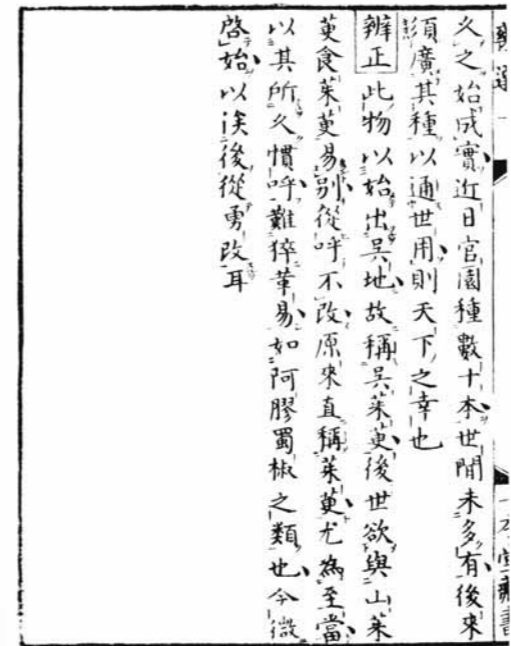 久之始成實近日官園種數十本世間未多有後來
須廣其種以通世用則天下之幸也
辨正此物以始出吳地故稱吳茱萸後世欲與山茱
萸食茱萸易別從呼不改原來直稱茱萸尤為至當
以其所久慣呼難猝革易如阿膠蜀椒之類也今微
啓始以俟後從勇改耳